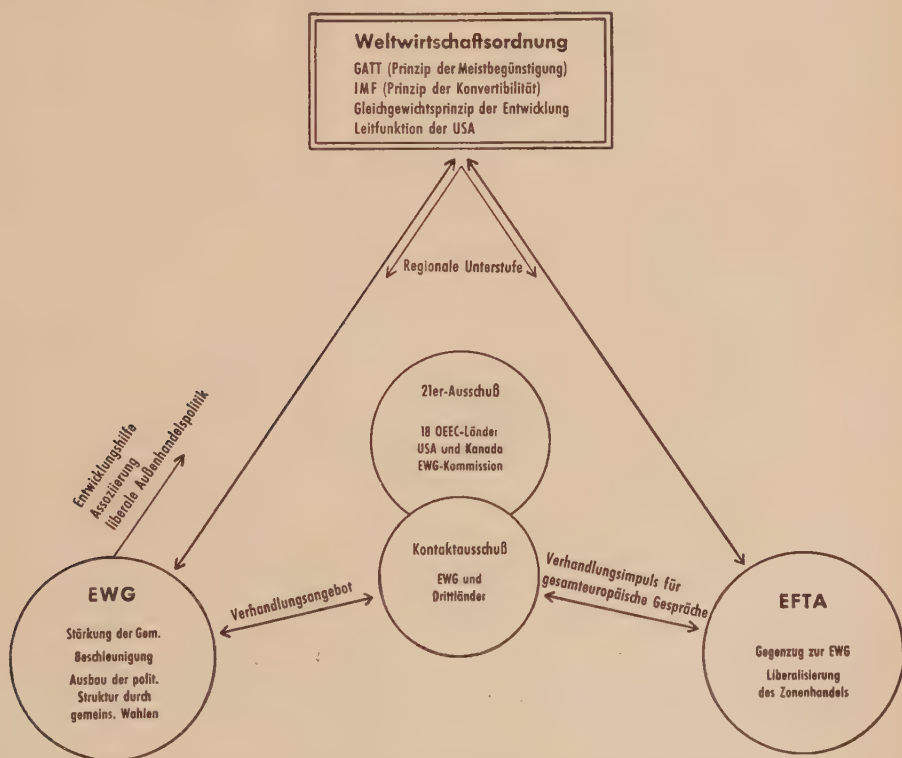 Weltwirtschaftsordnung
GATT (Prinzip der Meistbegünstigung)
IMF (Prinzip der Konvertibilität)
Gleichgewichtsprinzip der Entwicklung
Leitfunktion der USA
Regionale Unterstufe
21er-Ausschuß
18 OEEC-Länder
USA und Kanada
EWG-Kommission
Entwicklungshilfe
Assoziierung
liberale Außenhandelspolitik
Kontaktausschuß
EWG und
Drittländer
EWG
Stärkung der Gem.
Beschleunigung
Ausbau der polit.
Struktur durch
gemeins. Wahlen
Verhandlungsangebot
Verhandlungsimpuls für
gesamteuropäische Gespräche
EFTA
Gegenzug zur EWG
Liberalisierung
des Zonenhandels